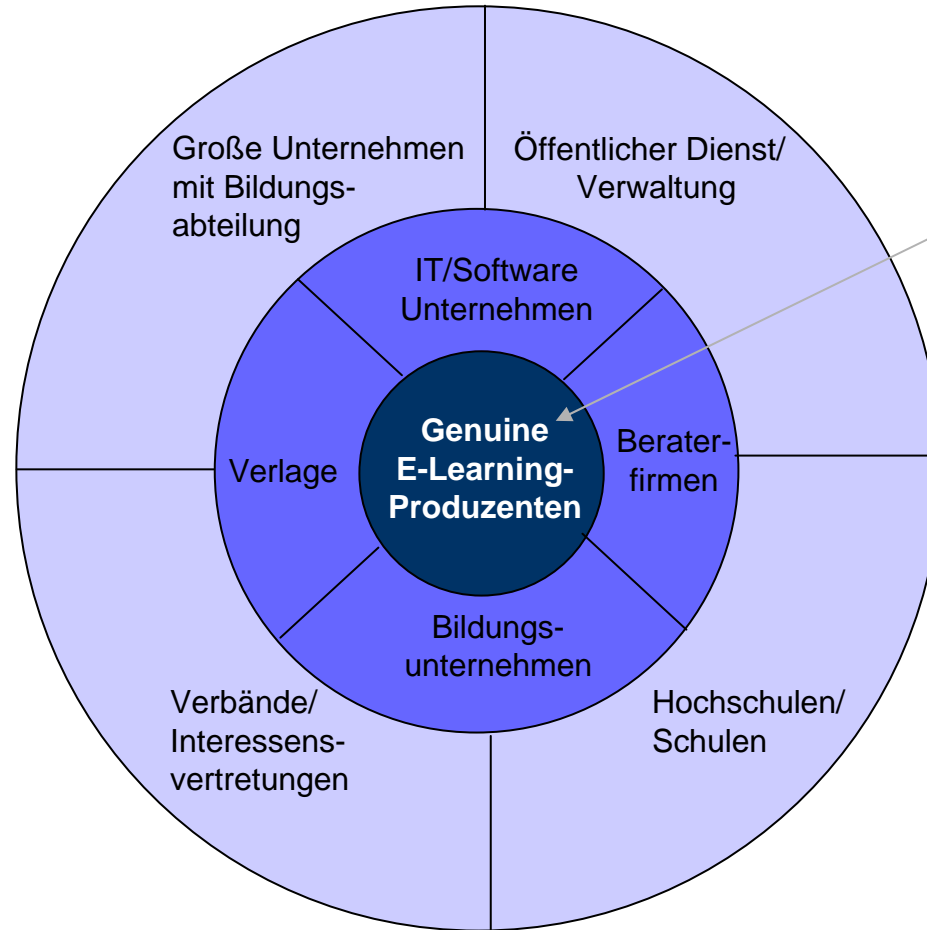 Große Unternehmen
mit Bildungs-
abteilung
Öffentlicher Dienst/
Verwaltung
IT/Software
Unternehmen
Verlage
Genuine
E-Learning-
Produzenten
Berater-
firmen
Bildungs-
unternehmen
Verbände/
Interessens-
vertretungen
Hochschulen/
Schulen